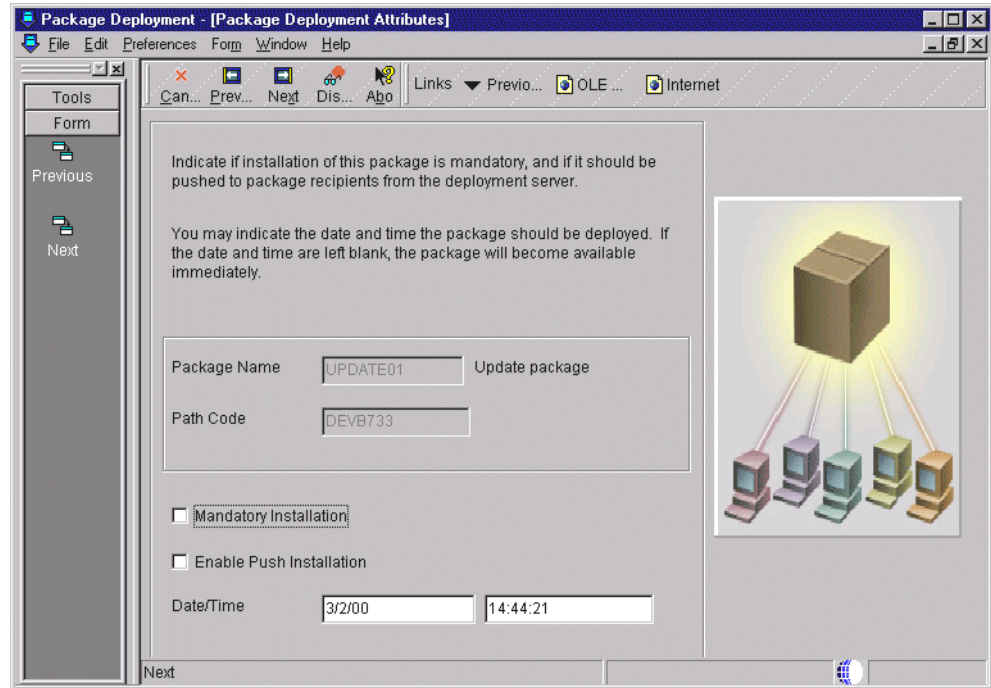 Package Deployment - [Package Deployment Attributes]
File Edit Preferences Form Window Help
Tools
Form
Previous
Next
Can... Prev... Next Dis... Abo
Links Previo... OLE ... Internet
Indicate if installation of this package is mandatory, and if it should be
pushed to package recipients from the deployment server.
You may indicate the date and time the package should be deployed. If
the date and time are left blank, the package will become available
immediately.
Package Name UPDATE01 Update package
Path Code DEVB733
Mandatory Installation
Enable Push Installation
Date/Time 3/2/00 14:44:21
Next